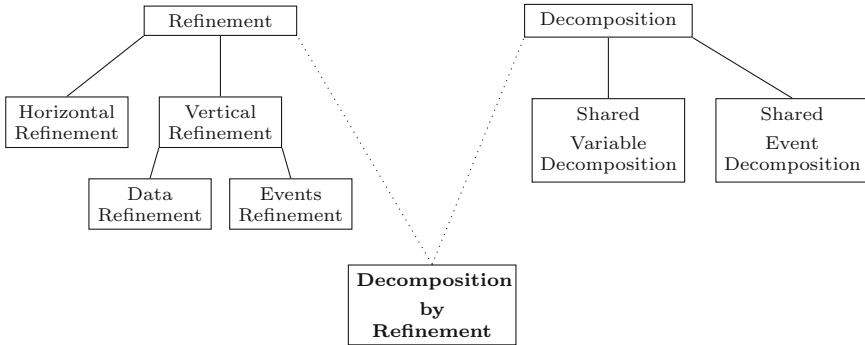 Refinement
Decomposition
Horizontal
Refinement
Vertical
Refinement
Shared
Variable
Decomposition
Shared
Event
Decomposition
Data
Refinement
Events
Refinement
Decomposition
by
Refinement